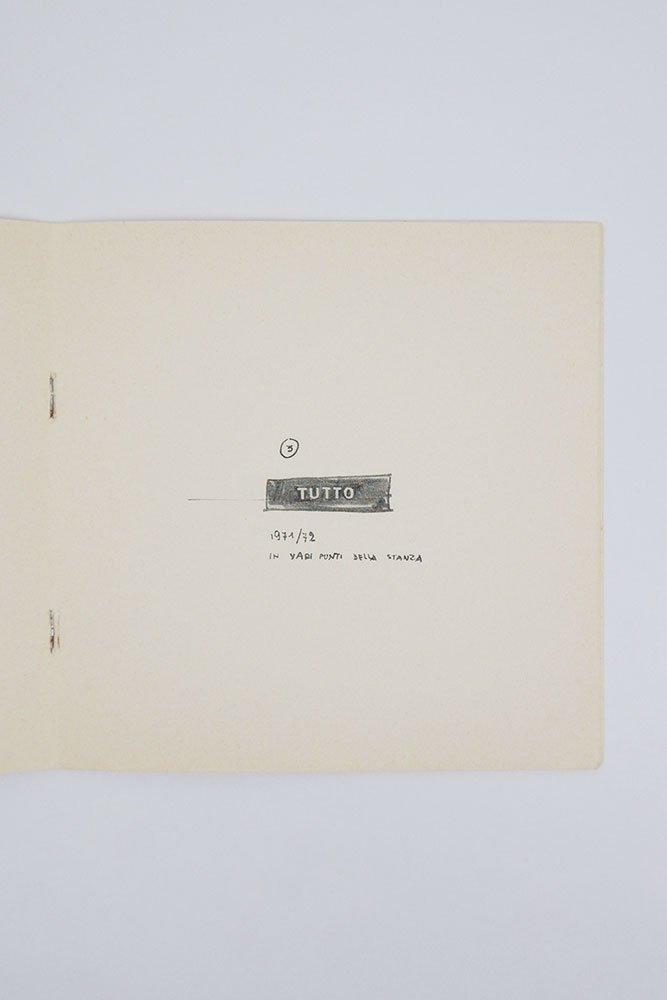 3
TUTTO
1971/72
IN VARI PUNTI DELLA STANZA